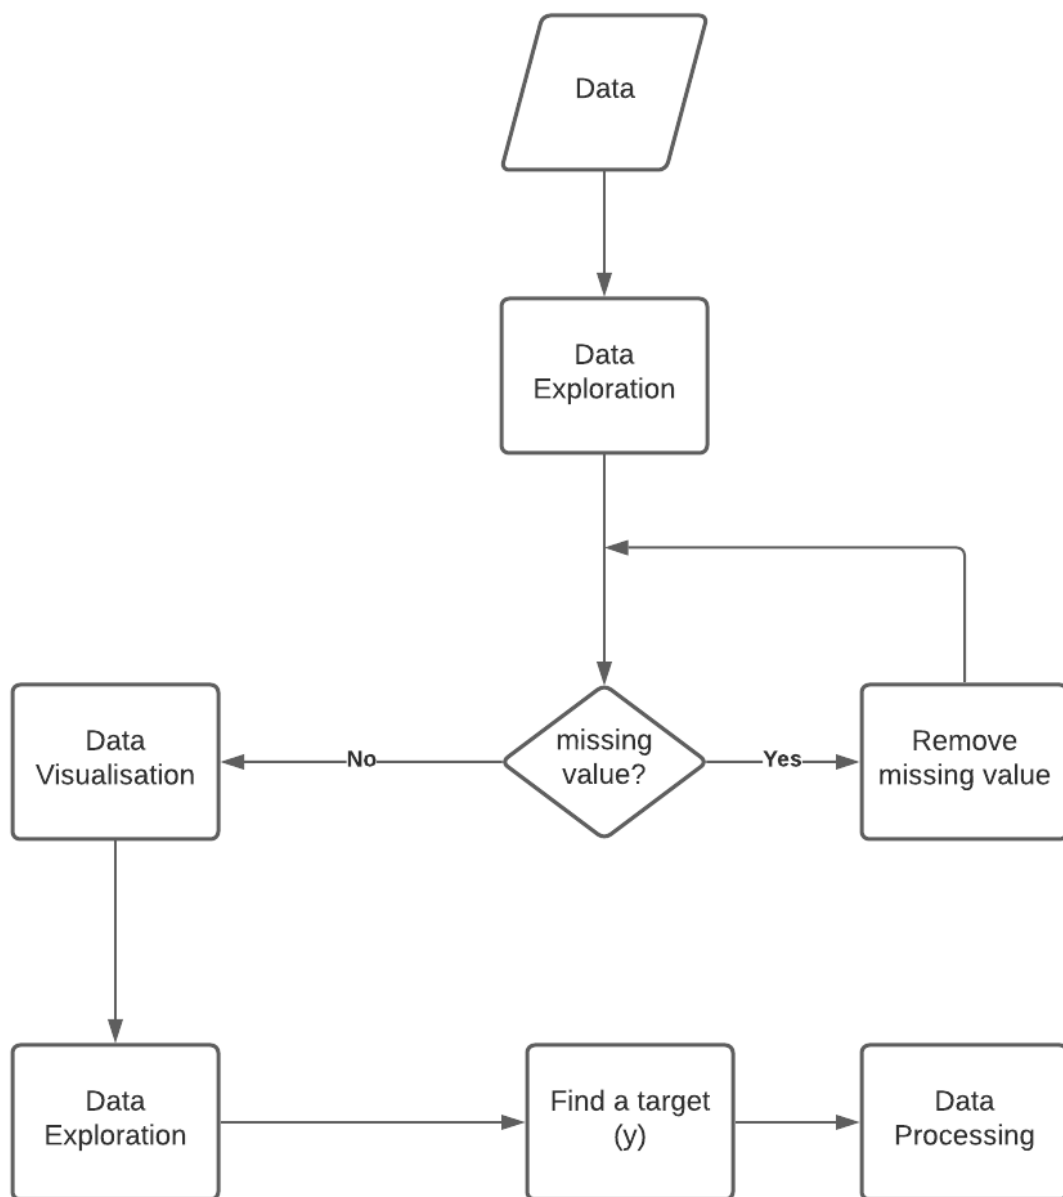 Data
Data
Exploration
missing
value?
Yes
Remove
missing value
No
Data
Visualisation
Data
Exploration
Find a target
(y)
Data
Processing